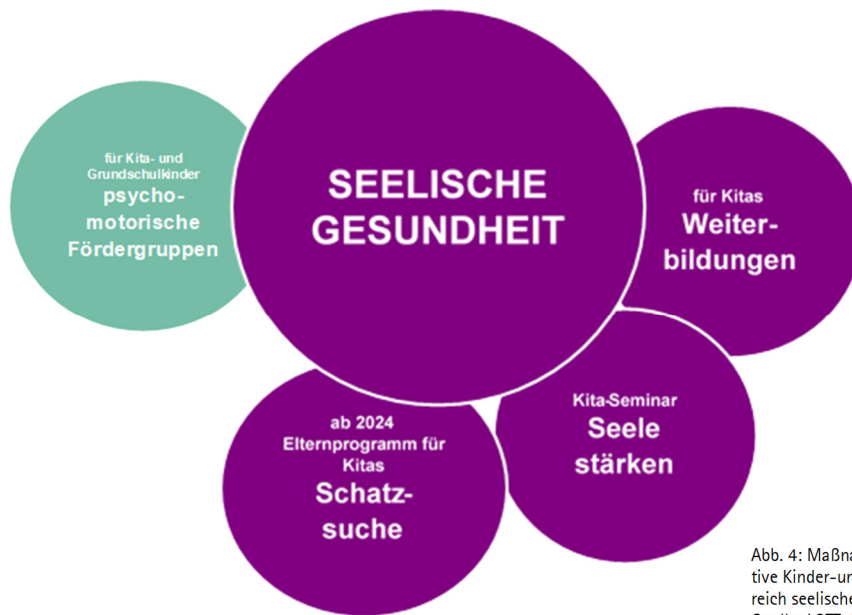 SEELISCHE
GESUNDHEIT
für Kita- und
Grundschulkinder
psycho-
motorische
Fördergruppen
für Kitas
Weiter-
bildungen
Kita-Seminar
Seele
stärken
ab 2024
Elternprogramm für
Kitas
Schatz-
suche
Abb. 4: Maßna
tive Kinder-un
reich seelische